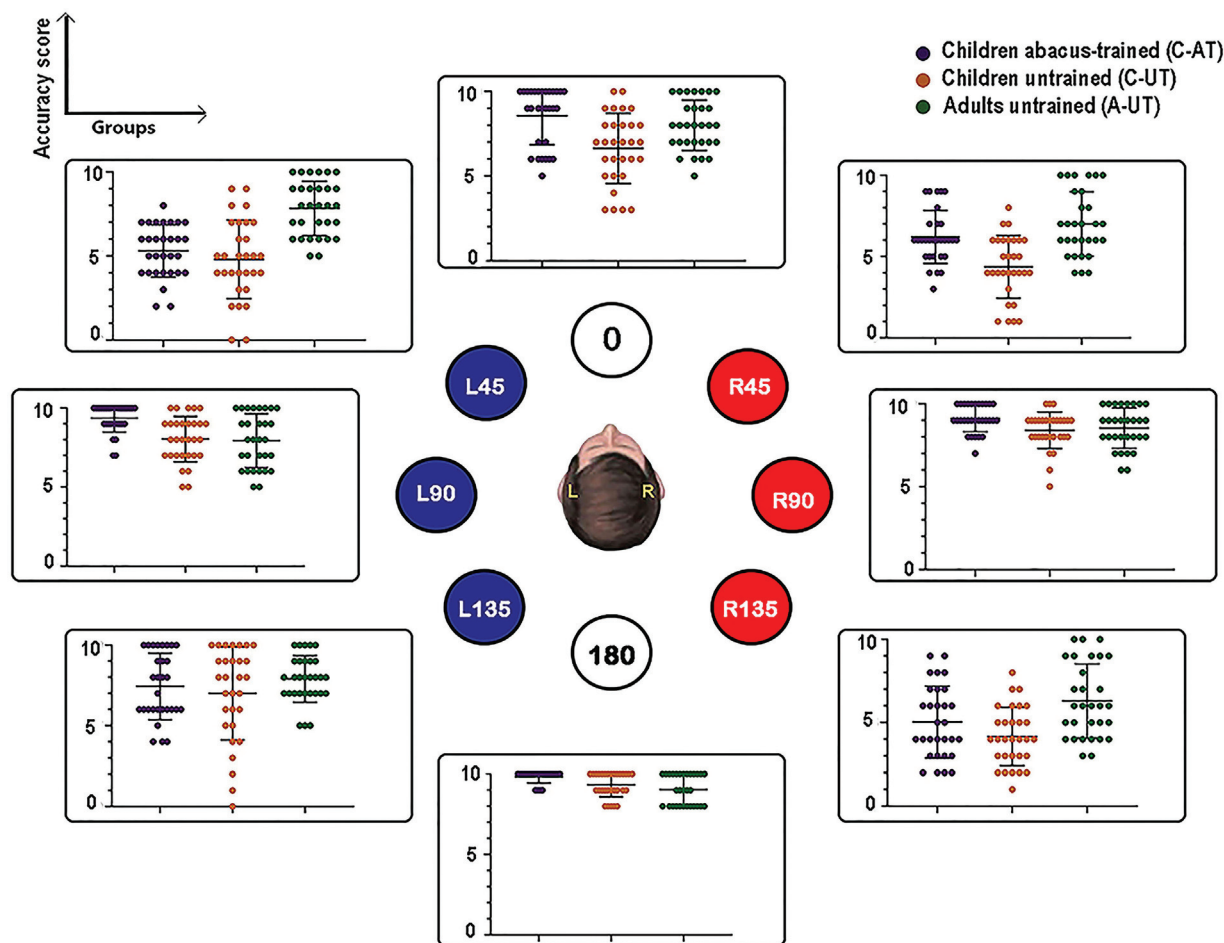 Accuracy score
Groups
Children abacus-trained (C-AT)
Children untrained (C-UT)
Adults untrained (A-UT)
10
5
0
10
5
0
10
5
0
0
L45
R45
10
5
0
L90
L
R
R90
10
5
0
L135
R135
180
10
5
0
10
5
0
10
5
0